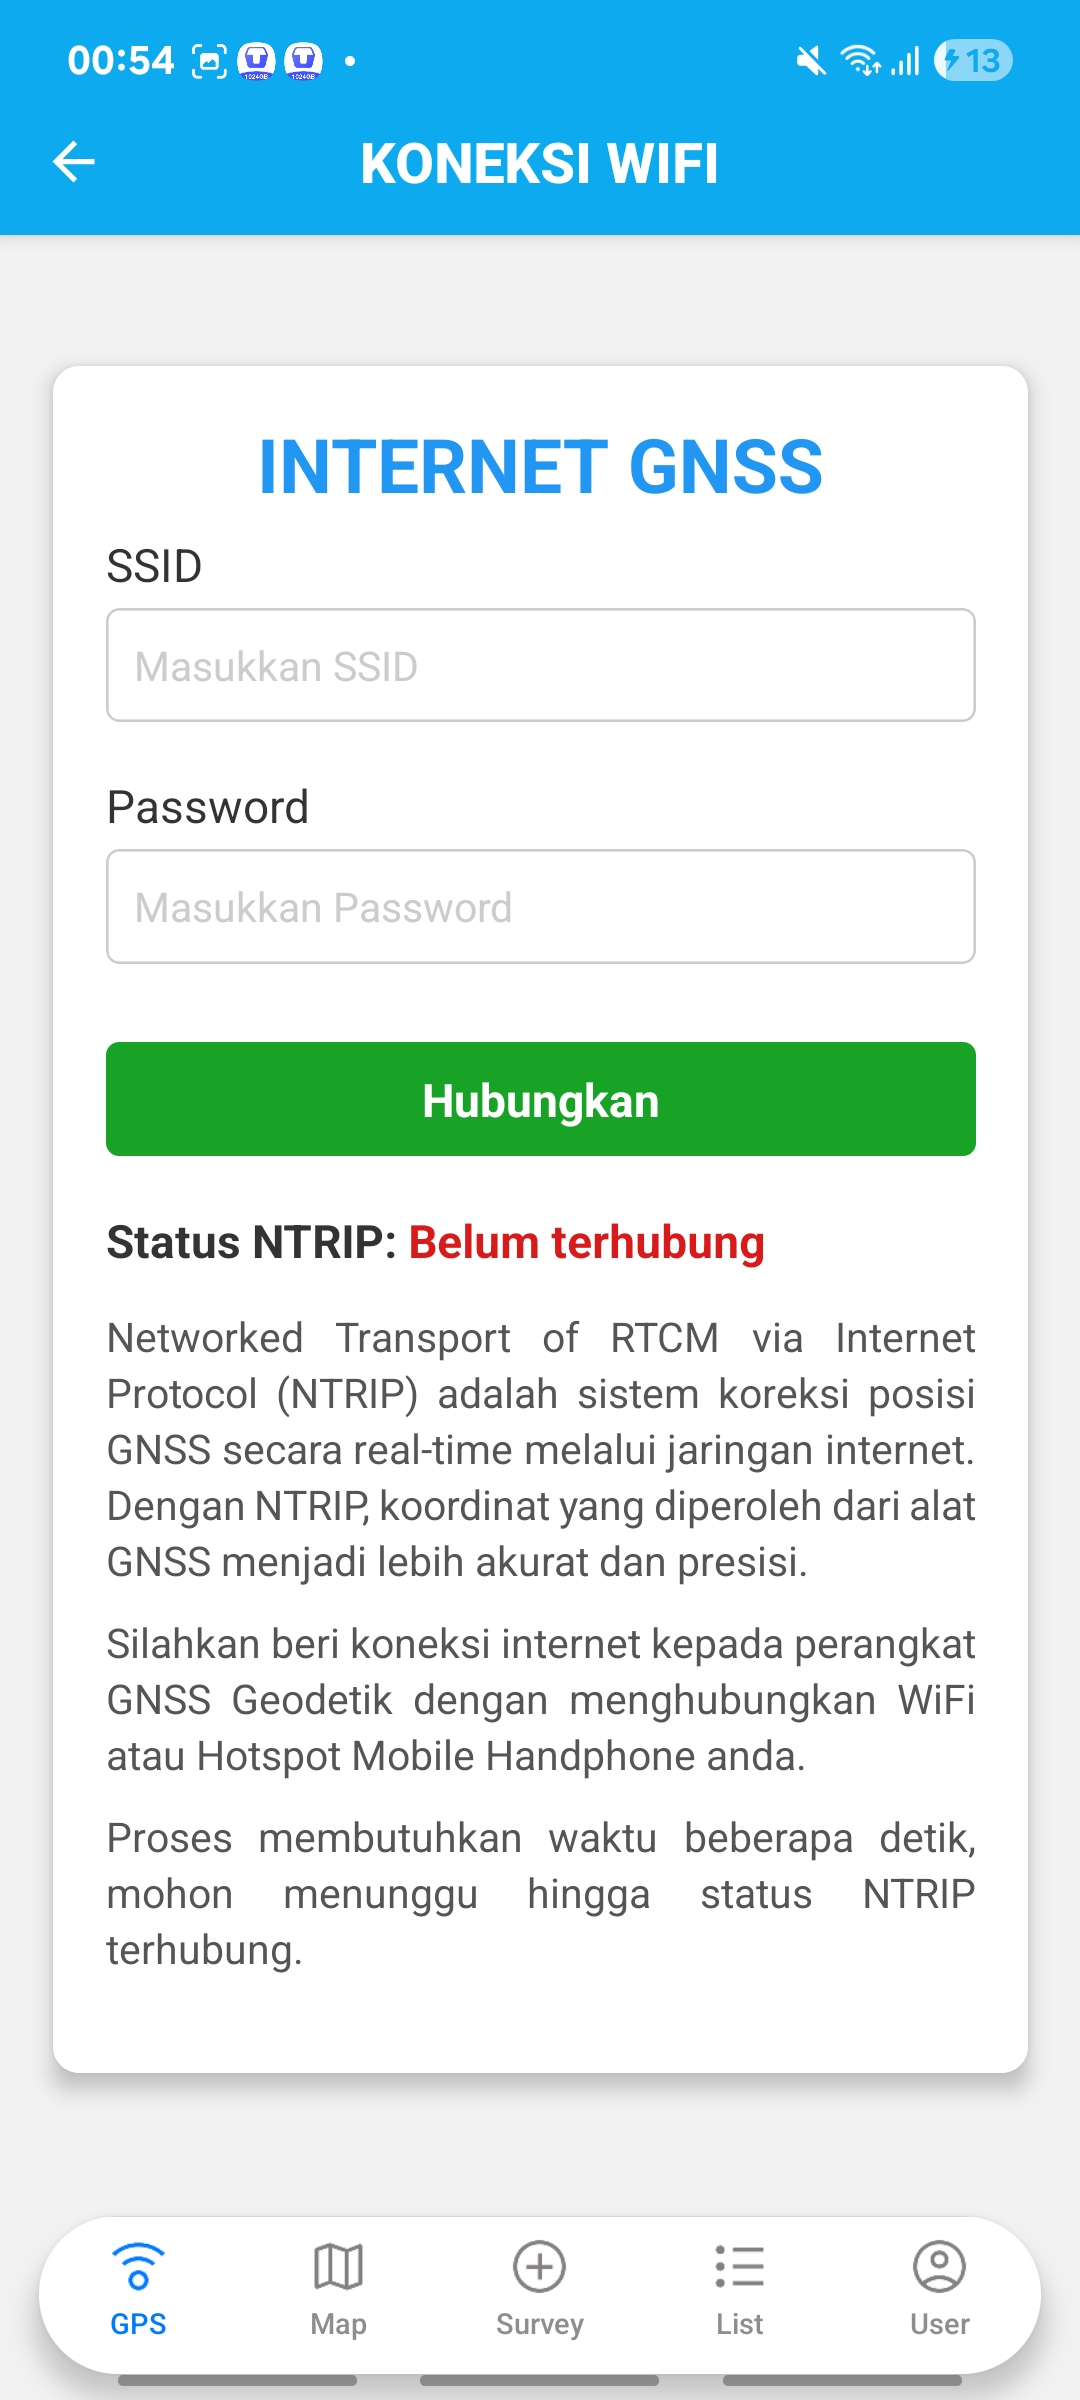 00:54
13
KONEKSI WIFI
INTERNET GNSS
SSID
Masukkan SSID
Password
Masukkan Password
Hubungkan
Status NTRIP: Belum terhubung
Networked Transport of RTCM via Internet
Protocol (NTRIP) adalah sistem koreksi posisi
GNSS secara real-time melalui jaringan internet.
Dengan NTRIP, koordinat yang diperoleh dari alat
GNSS menjadi lebih akurat dan presisi.
Silahkan beri koneksi internet kepada perangkat
GNSS Geodetik dengan menghubungkan WiFi
atau Hotspot Mobile Handphone anda.
Proses membutuhkan waktu beberapa detik,
mohon menunggu hingga status NTRIP
terhubung.
GPS
Map
Survey
List
User